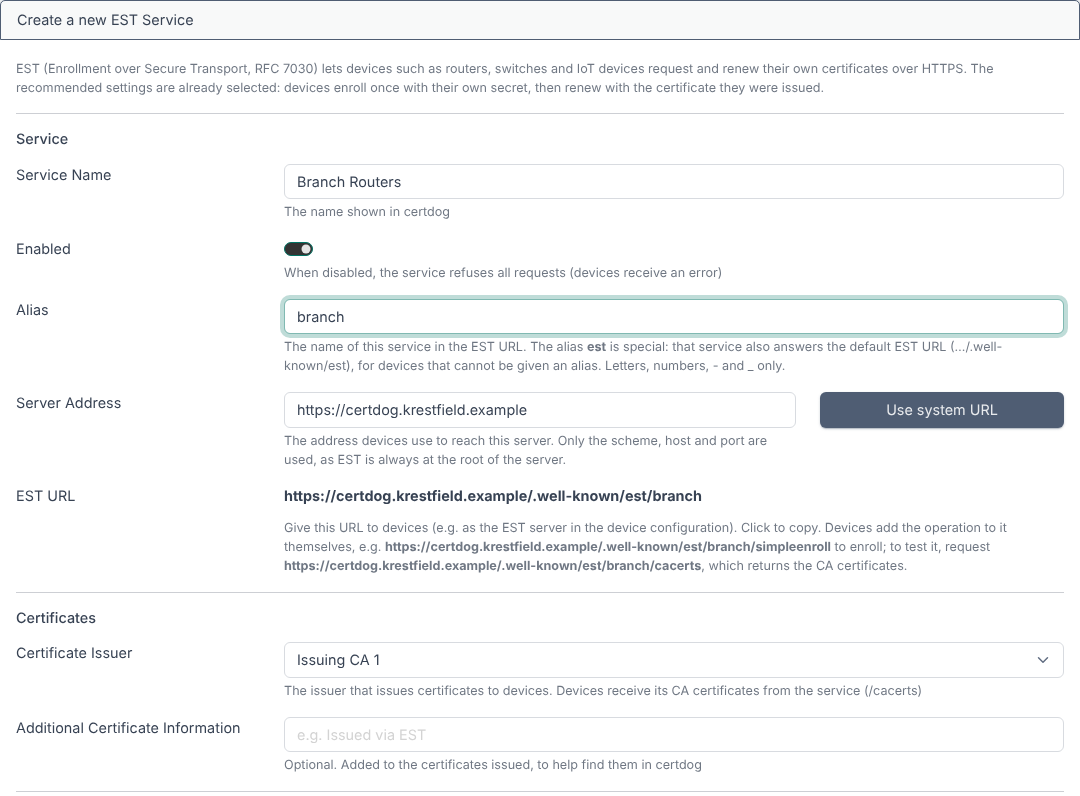 Create a new EST Service
EST (Enrollment over Secure Transport, RFC 7030) lets devices such as routers, switches and IoT devices request and renew their own certificates over HTTPS. The
recommended settings are already selected: devices enroll once with their own secret, then renew with the certificate they were issued.
Service
Service Name
Branch Routers
The name shown in certdog
Enabled
When disabled, the service refuses all requests (devices receive an error)
Alias
branch
The name of this service in the EST URL. The alias est is special: that service also answers the default EST URL (.../.well-
known/est), for devices that cannot be given an alias. Letters, numbers, - and _ only.
Server Address
https://certdog.krestfield.example
Use system URL
The address devices use to reach this server. Only the scheme, host and port are
used, as EST is always at the root of the server.
EST URL
https://certdog.krestfield.example/.well-known/est/branch
Give this URL to devices (e.g. as the EST server in the device configuration). Click to copy. Devices add the operation to it
themselves, e.g. https://certdog.krestfield.example/.well-known/est/branch/simpleenroll to enroll; to test it, request
https://certdog.krestfield.example/.well-known/est/branch/cacerts, which returns the CA certificates.
Certificates
Certificate Issuer
Issuing CA 1
The issuer that issues certificates to devices. Devices receive its CA certificates from the service (/cacerts)
Additional Certificate Information
e.g. Issued via EST
Optional. Added to the certificates issued, to help find them in certdog